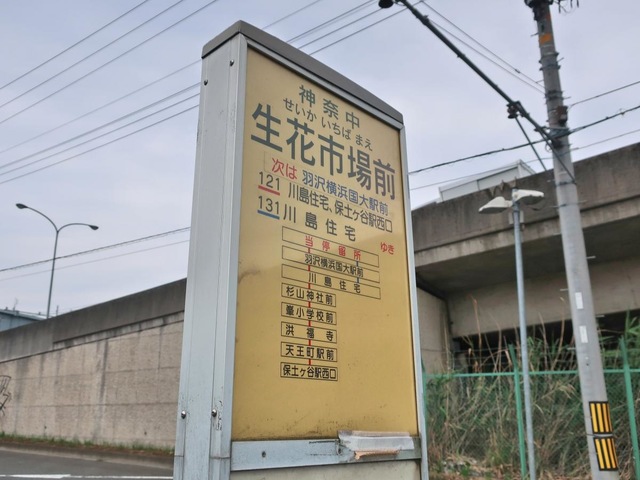 神奈中
せいかいちばまえ
生花市場前
次は 羽沢横浜国大駅前
121 川島住宅、保土ヶ谷駅西口
131 川島住宅
ゆき
当停留所
羽沢横浜国大駅前
川島住宅
杉山神社前
峯小学校前
洪福寺
天王町駅前
保土ヶ谷駅西口